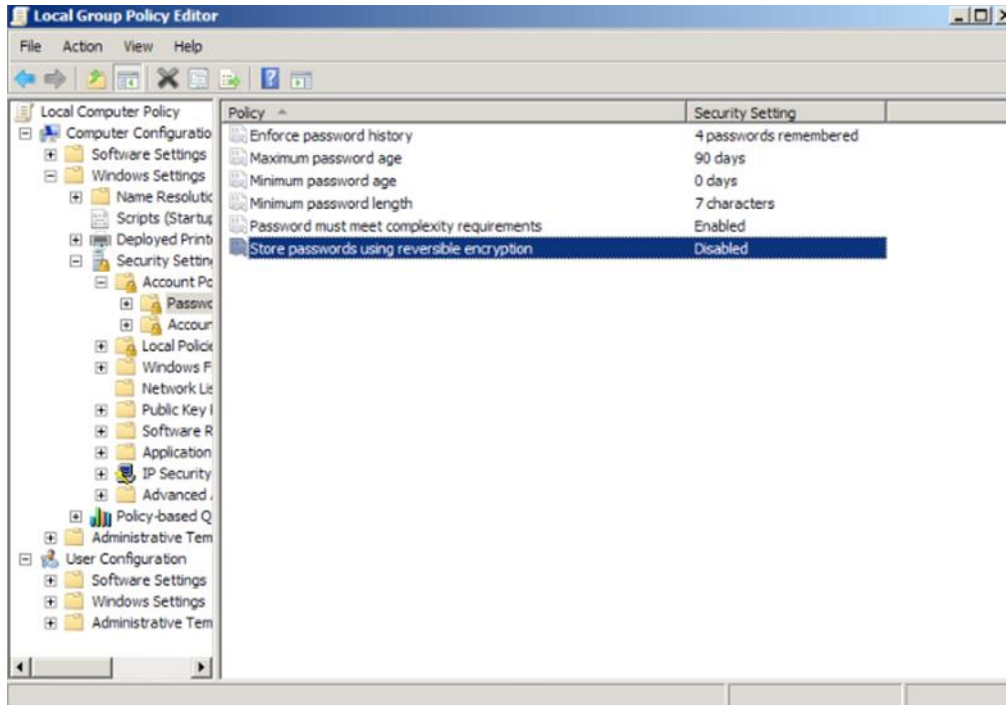 Local Group Policy Editor
File Action View Help
Local Computer Policy
Computer Configuratio
Software Settings
Windows Settings
Name Resolutic
Scripts (Startup
Deployed Print
Security Settin
Account Po
Passwo
Accour
Local Policie
Windows F
Network Lis
Public Key
Software R
Application
IP Security
Advanced
Policy-based Q
Administrative Tem
User Configuration
Software Settings
Windows Settings
Administrative Tem
Policy Security Setting
Enforce password history 4 passwords remembered
Maximum password age 90 days
Minimum password age 0 days
Minimum password length 7 characters
Password must meet complexity requirements Enabled
Store passwords using reversible encryption Disabled